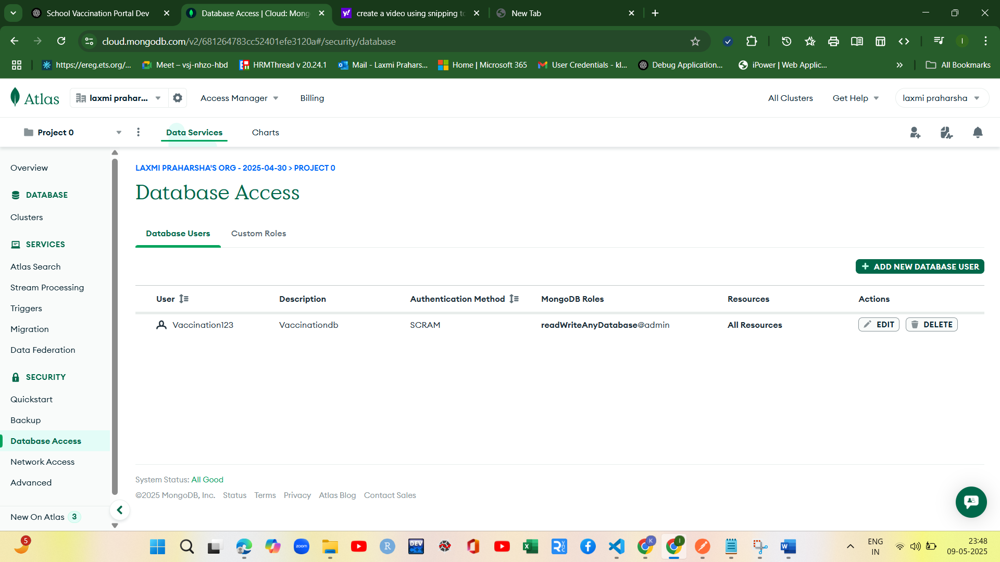 School Vaccination Portal Dev
Database Access | Cloud: Mong
create a video using snipping to
New Tab
cloud.mongodb.com/v2/681264783cc52401efe3120a#/security/database
I
https://ereg.ets.org/...
Meet – vsj-nhzo-hbd
HRMThread v 20.24.1
Mail - Laxmi Prahars...
Home | Microsoft 365
User Credentials - kl...
Debug Application...
iPower | Web Applic...
All Bookmarks
Atlas
laxmi prahar...
Access Manager
Billing
All Clusters
Get Help
laxmi praharsha
Project 0
Data Services
Charts
Overview
DATABASE
Clusters
SERVICES
Atlas Search
Stream Processing
Triggers
Migration
Data Federation
SECURITY
Quickstart
Backup
Database Access
Network Access
Advanced
New On Atlas 3
LAXMI PRAHARSHA'S ORG - 2025-04-30 > PROJECT 0
Database Access
Database Users
Custom Roles
+ ADD NEW DATABASE USER
User
Description
Authentication Method
MongoDB Roles
Resources
Actions
Vaccination123
Vaccinationdb
SCRAM
readWriteAnyDatabase@admin
All Resources
EDIT
DELETE
System Status: All Good
©2025 MongoDB, Inc. Status Terms Privacy Atlas Blog Contact Sales
5
zoom
R
DEV
C++
K
I
ENG
IN
23:48
09-05-2025